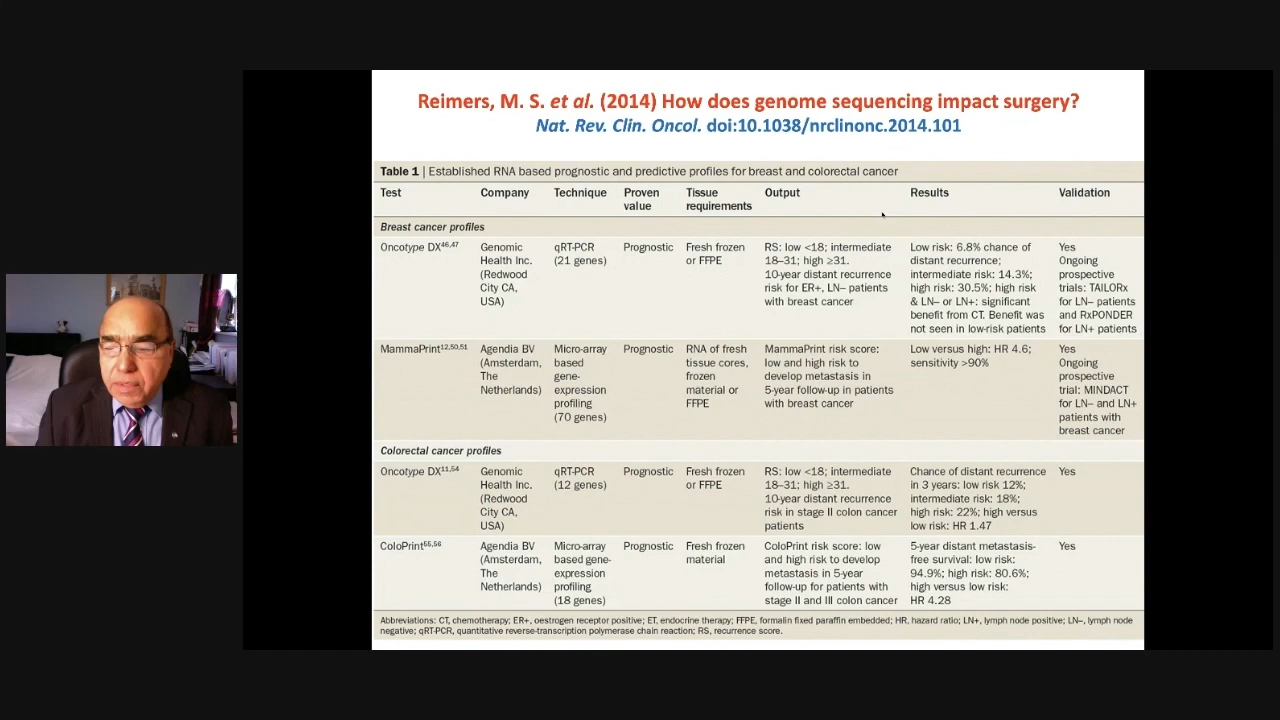 Reimers, M. S. et al. (2014) How does genome sequencing impact surgery?
Nat. Rev. Clin. Oncol. doi:10.1038/nrclinonc.2014.101
Table 1 | Established RNA based prognostic and predictive profiles for breast and colorectal cancer
Test Company Technique Proven value Tissue requirements Output Results Validation
Breast cancer profiles
Oncotype DX46,47
Genomic
Health Inc.
(Redwood
City CA,
USA)
qRT-PCR
(21 genes)
Prognostic
Fresh frozen
or FFPE
RS: low <18; intermediate
18–31; high ≥31.
10-year distant recurrence
risk for ER+, LN– patients
with breast cancer
Low risk: 6.8% chance of
distant recurrence;
intermediate risk: 14.3%;
high risk: 30.5%; high risk
& LN– or LN+: significant
benefit from CT. Benefit was
not seen in low-risk patients
Yes
Ongoing
prospective
trials: TAILORx
for LN– patients
and RxPONDER
for LN+ patients
MammaPrint12,50,51
Agendia BV
(Amsterdam,
The
Netherlands)
Micro-array
based
gene-
expression
profiling
(70 genes)
Prognostic
RNA of fresh
tissue cores,
frozen
material or
FFPE
MammaPrint risk score:
low and high risk to
develop metastasis in
5-year follow-up in patients
with breast cancer
Low versus high: HR 4.6;
sensitivity >90%
Yes
Ongoing
prospective
trial: MINDACT
for LN– and LN+
patients with
breast cancer
Colorectal cancer profiles
Oncotype DX11,54
Genomic
Health Inc.
(Redwood
City CA,
USA)
qRT-PCR
(12 genes)
Prognostic
Fresh frozen
or FFPE
RS: low <18; intermediate
18–31; high ≥31.
10-year distant recurrence
risk in stage II colon cancer
patients
Chance of distant recurrence
in 3 years: low risk 12%;
intermediate risk: 18%;
high risk: 22%; high versus
low risk: HR 1.47
Yes
ColoPrint55,56
Agendia BV
(Amsterdam,
The
Netherlands)
Micro-array
based gene-
expression
profiling
(18 genes)
Prognostic
Fresh frozen
material
ColoPrint risk score: low
and high risk to develop
metastasis in 5-year
follow-up for patients with
stage II and III colon cancer
5-year distant metastasis-
free survival: low risk:
94.9%; high risk: 80.6%;
high versus low risk:
HR 4.28
Yes
Abbreviations: CT, chemotherapy; ER+, oestrogen receptor positive; ET, endocrine therapy; FFPE, formalin fixed paraffin embedded; HR, hazard ratio; LN+, lymph node positive; LN–, lymph node
negative; qRT-PCR, quantitative reverse-transcription polymerase chain reaction; RS, recurrence score.